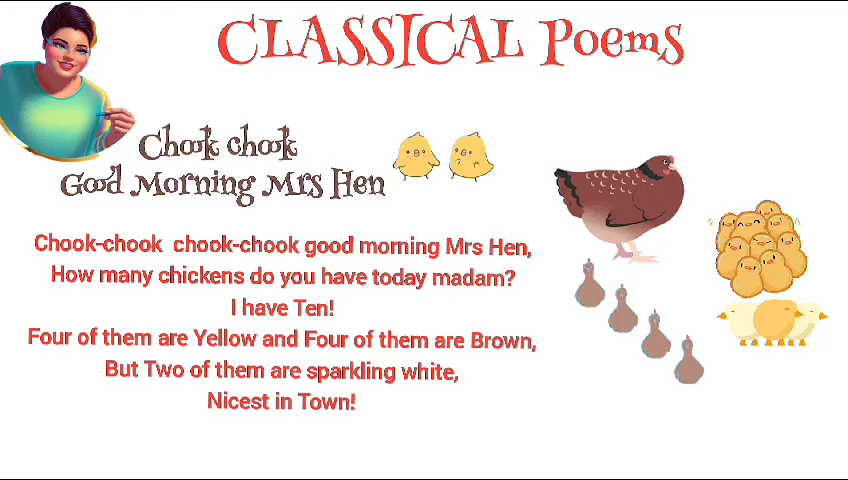 CLASSICAL Poems
Chook chook
Good Morning Mrs Hen
Chook-chook chook-chook good morning Mrs Hen,
How many chickens do you have today madam?
I have Ten!
Four of them are Yellow and Four of them are Brown,
But Two of them are sparkling white,
Nicest in Town!